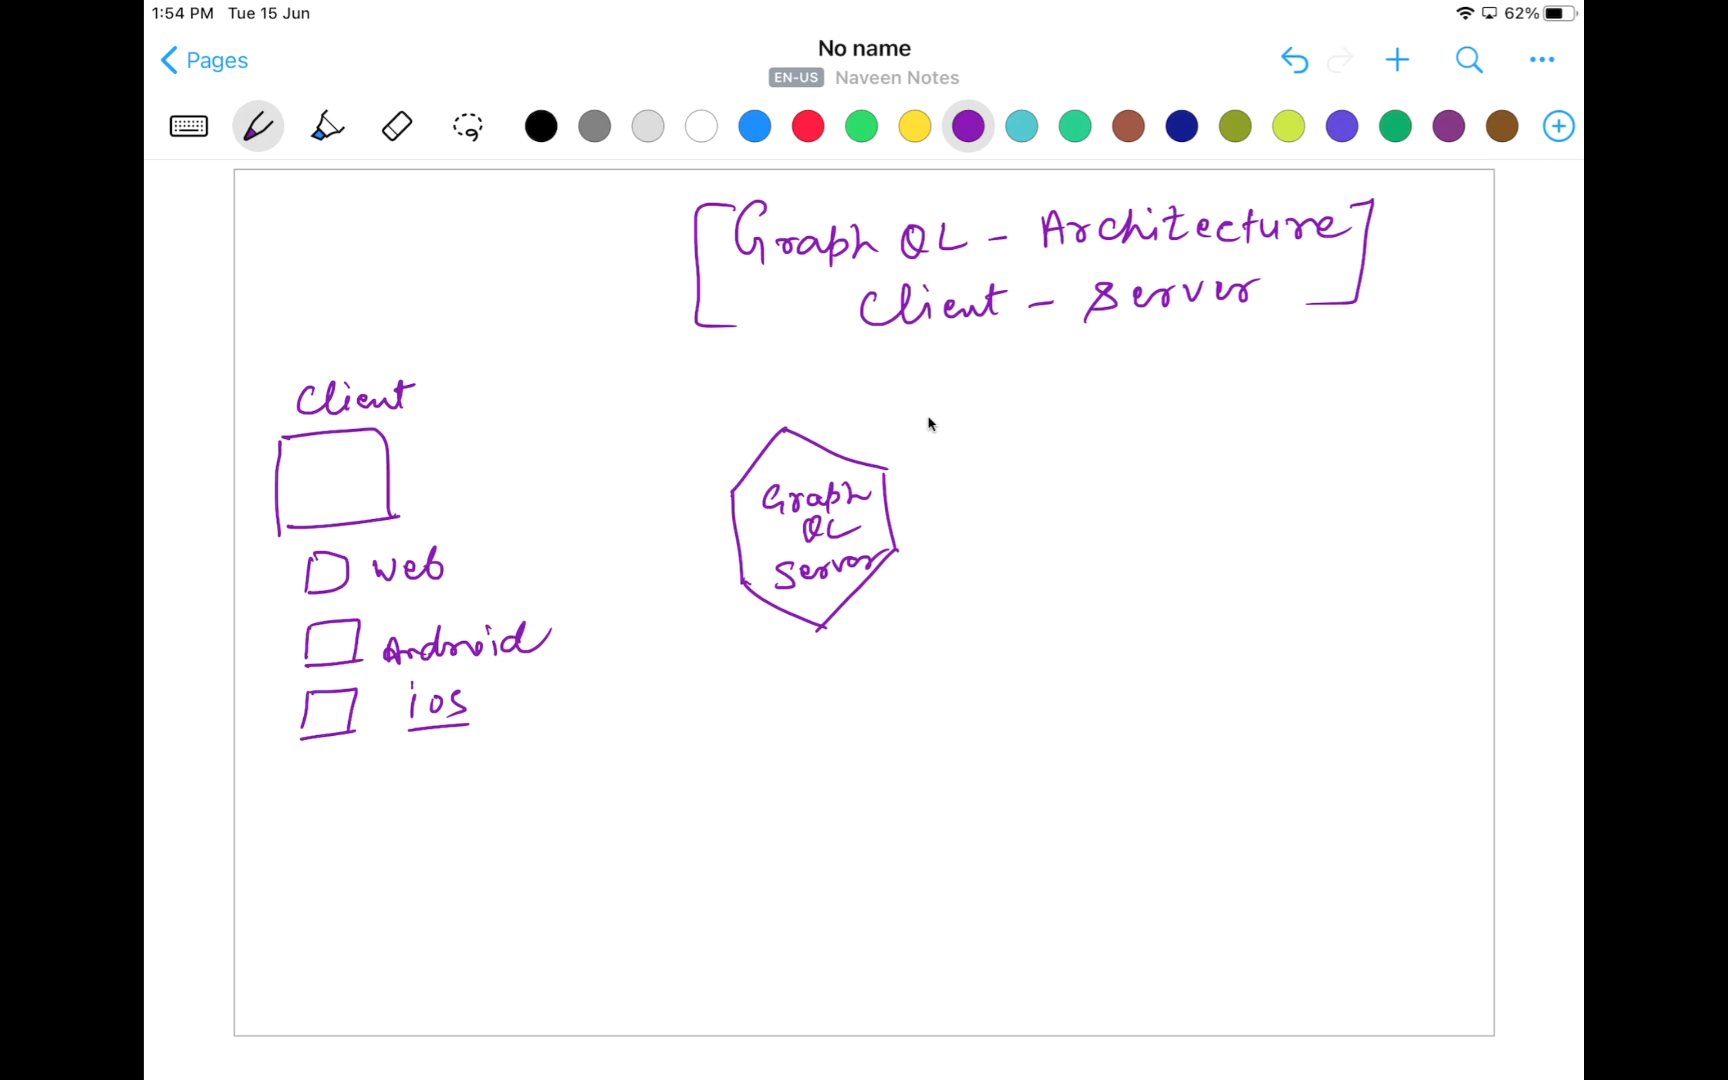 1:54 PM Tue 15 Jun
62%
Pages
No name
EN-US Naveen Notes
[Graph QL - Architecture
Client - Server]
Client
Web
Android
ios
Graph
QL
Server